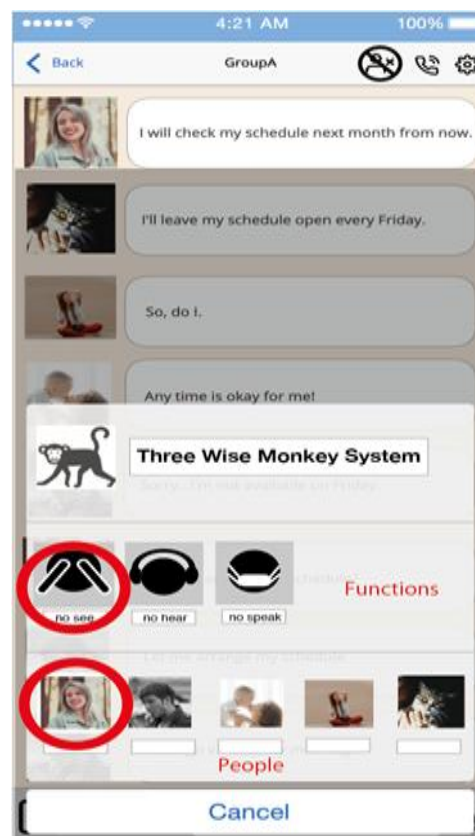 4:21 AM
100%
Back
GroupA
I will check my schedule next month from now.
I'll leave my schedule open every Friday.
So, do i.
Any time is okay for me!
Three Wise Monkey System
Sorry.. I'm not available on Friday.
no see
no hear
no speak
Functions
Let me arrange my schedule
People
Cancel